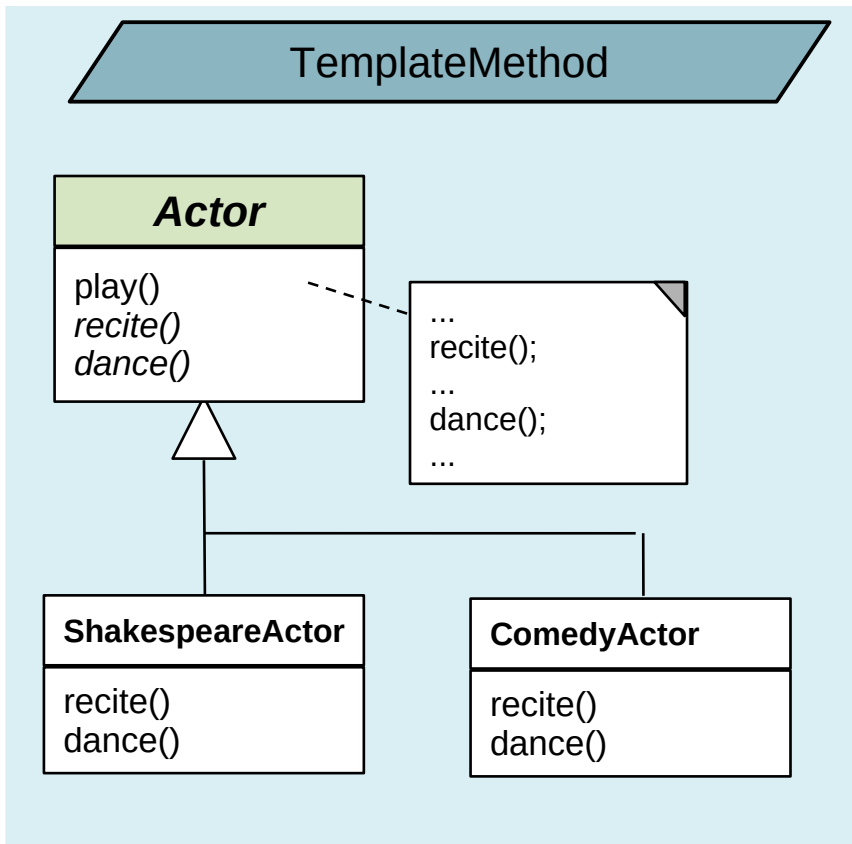 TemplateMethod
Actor
play()
recite()
dance()
...
recite();
...
dance();
...
ShakespeareActor
recite()
dance()
ComedyActor
recite()
dance()